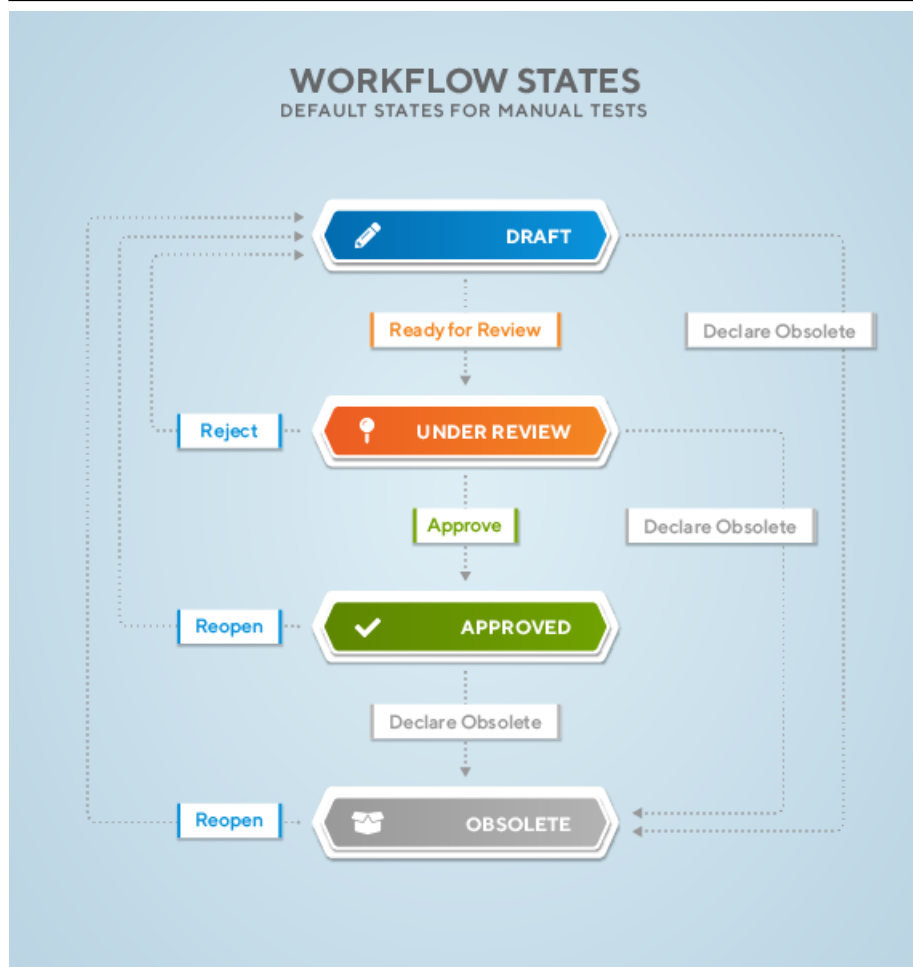 WORKFLOW STATES
DEFAULT STATES FOR MANUAL TESTS
DRAFT
Ready for Review
Declare Obsolete
Reject
UNDER REVIEW
Approve
Declare Obsolete
Reopen
APPROVED
Declare Obsolete
Reopen
OBSOLETE